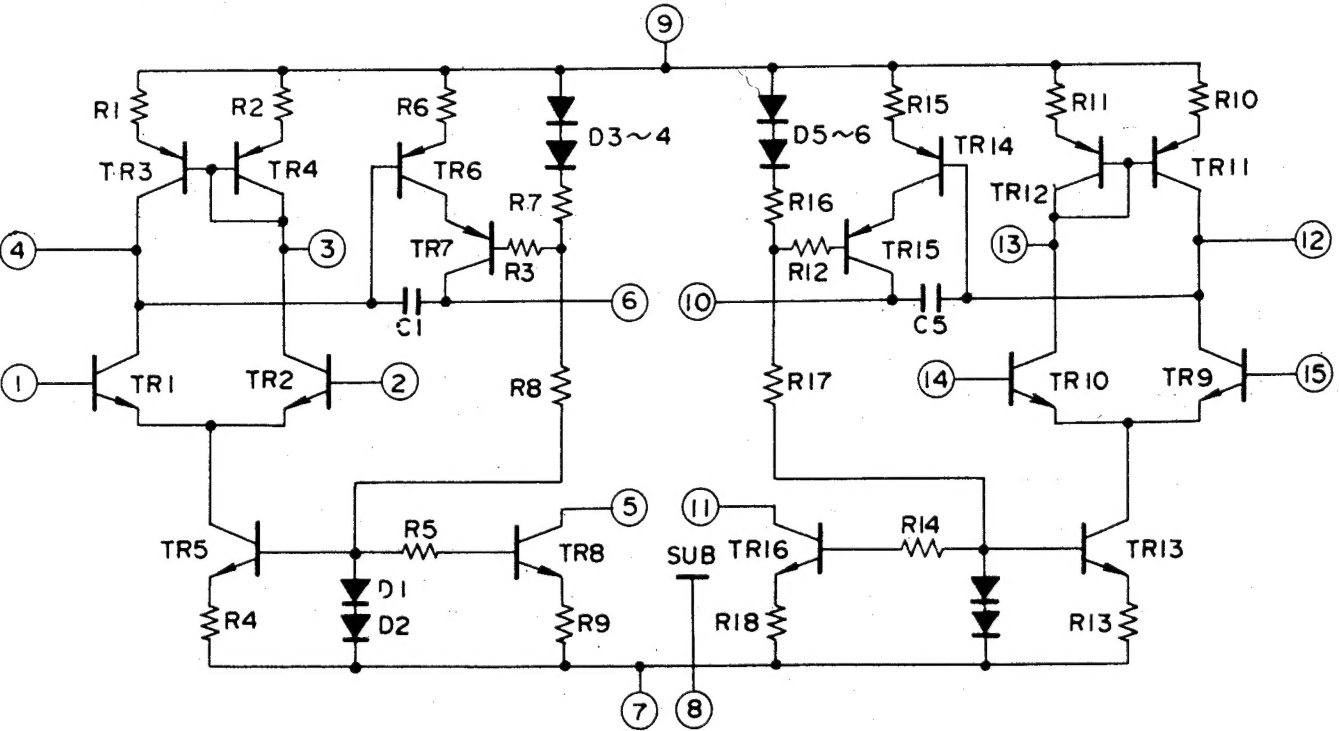 9
R1 R2 R6 D3~4 D5~6 R15 R11 R10
TR3 TR4 TR6 TR14 TR12 TR11
R7 R16
4 3 TR7 R3 R12 TR15 13 12
6 10
C1 C5
1 TR1 TR2 2 R8 R17 14 TR10 TR9 15
5 11
TR5 R5 TR8 SUB TR16 R14 TR13
D1
R4 D2 R9 R18 R13
7 8